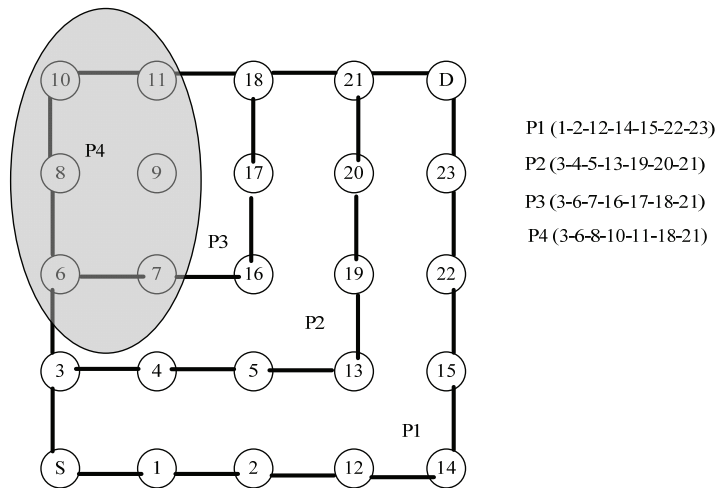 10 11 18 21 D
P1 (1-2-12-14-15-22-23)
P4
P2 (3-4-5-13-19-20-21)
8 9 17 20 23
P3 (3-6-7-16-17-18-21)
P4 (3-6-8-10-11-18-21)
P3
6 7 16 19 22
P2
3 4 5 13 15
P1
S 1 2 12 14